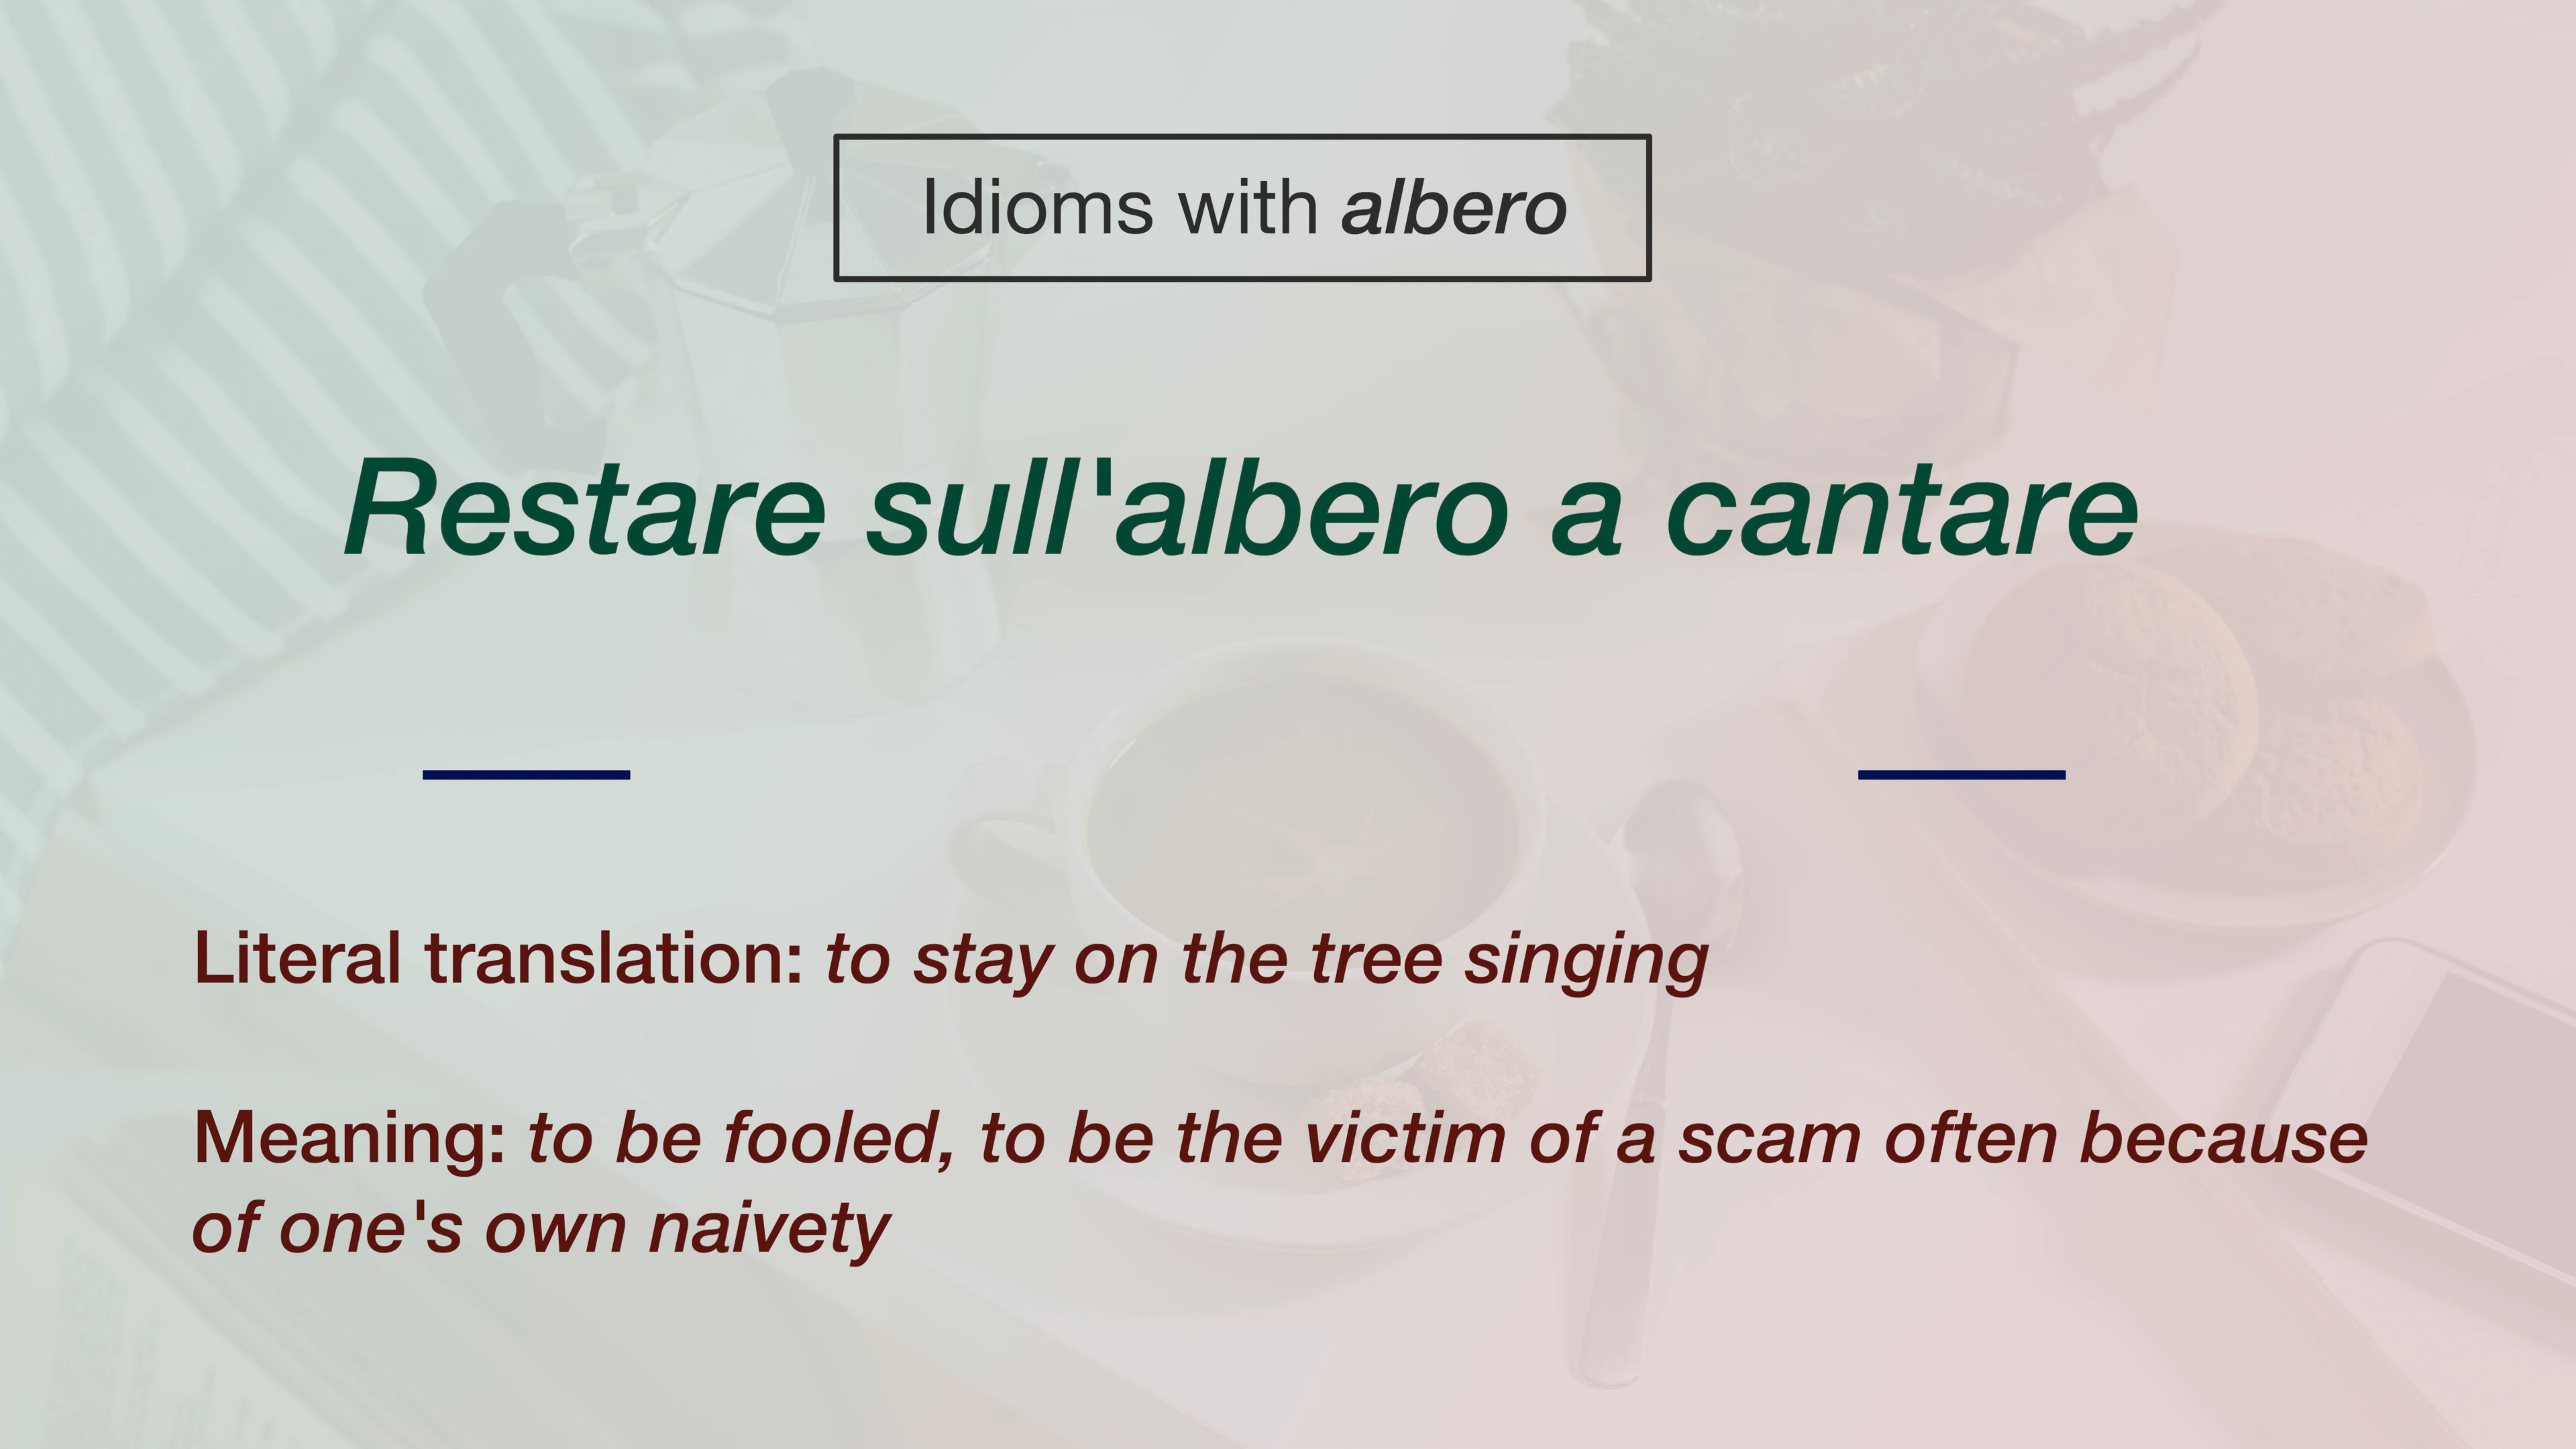 Idioms with albero
Restare sull'albero a cantare
Literal translation: to stay on the tree singing
Meaning: to be fooled, to be the victim of a scam often because
of one's own naivety